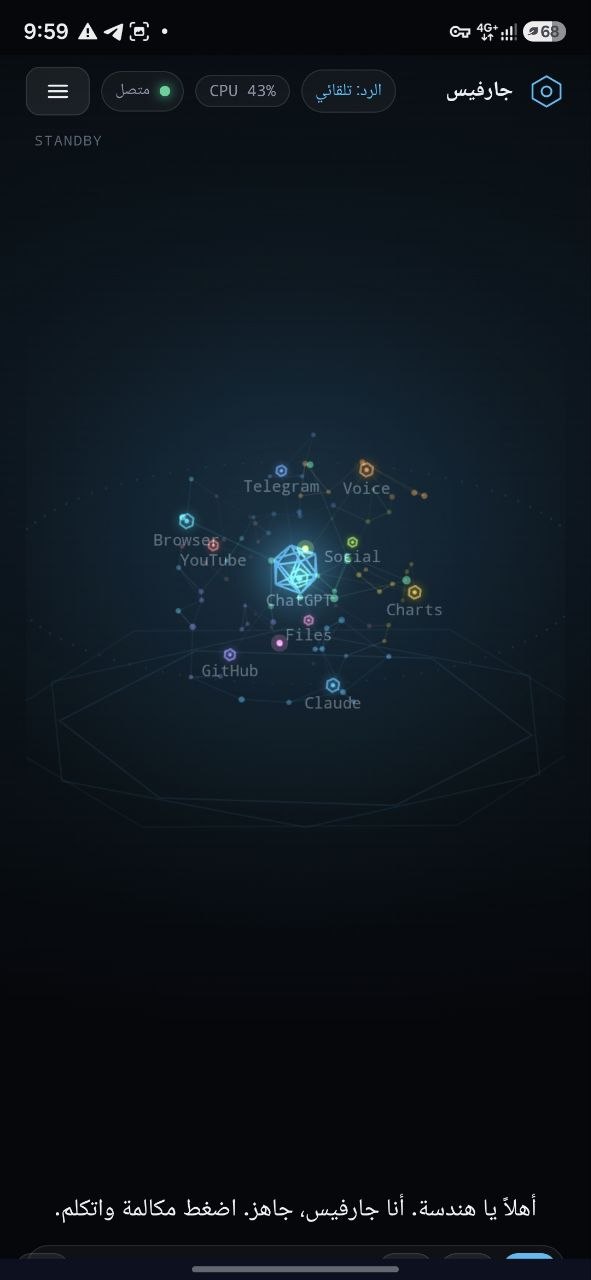 9:59
4G+
68
جارفيس
الرد: تلقائي
CPU 43%
متصل
STANDBY
Telegram
Voice
Browser
YouTube
Social
ChatGPT
Charts
Files
GitHub
Claude
أهلاً يا هندسة. أنا جارفيس، جاهز. اضغط مكالمة واتكلم.